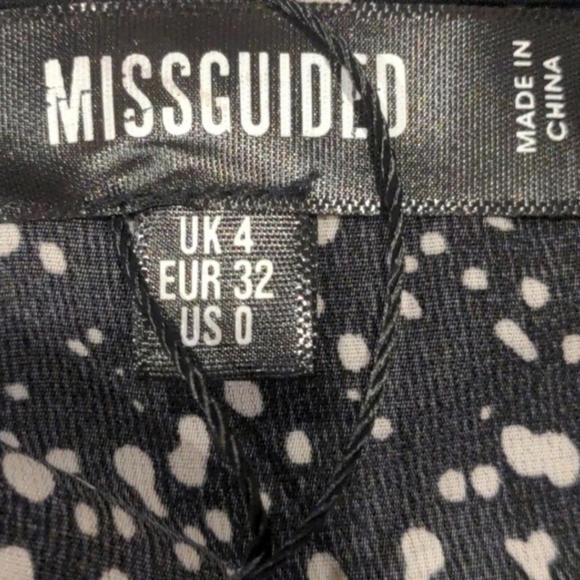 MISSGUIDED
MADE IN
CHINA
UK 4
EUR 32
US 0